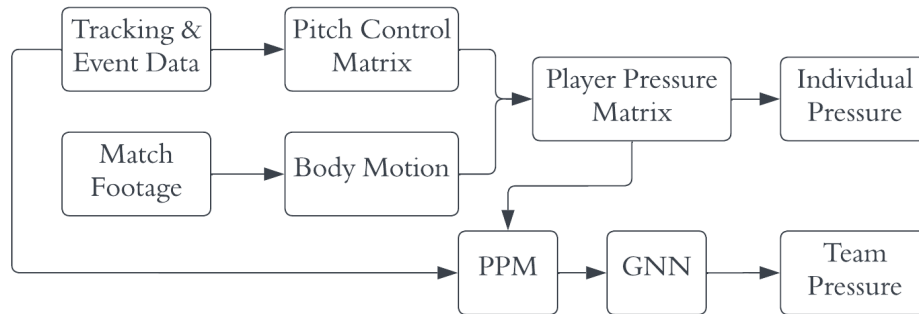 Tracking &
Event Data
Pitch Control
Matrix
Player Pressure
Matrix
Individual
Pressure
Match
Footage
Body Motion
PPM
GNN
Team
Pressure